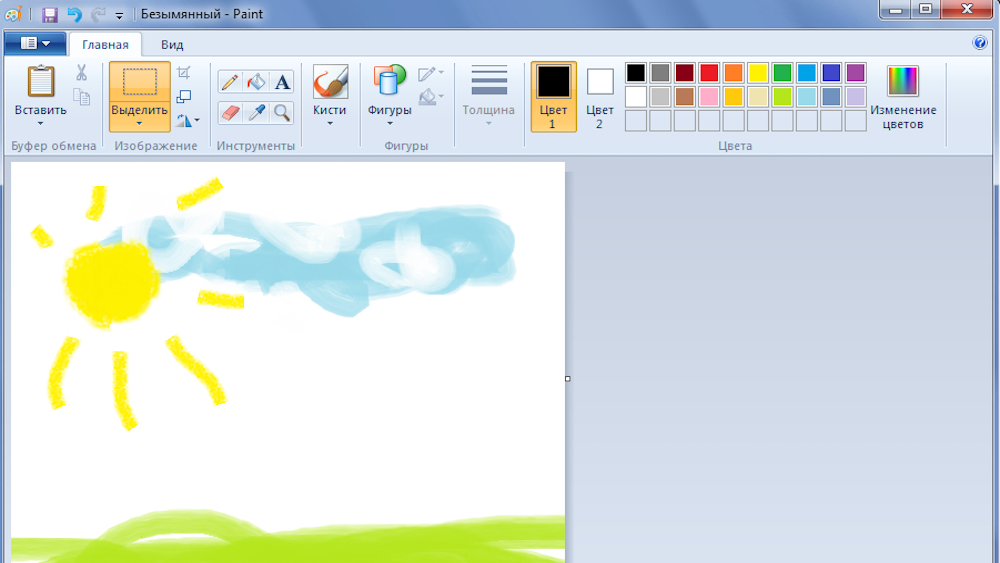 Безымянный - Paint
Главная
Вид
Вставить
Выделить
A
Кисти
Фигуры
Толщина
Цвет
1
Цвет
2
Изменение
цветов
Буфер обмена
Изображение
Инструменты
Фигуры
Цвета